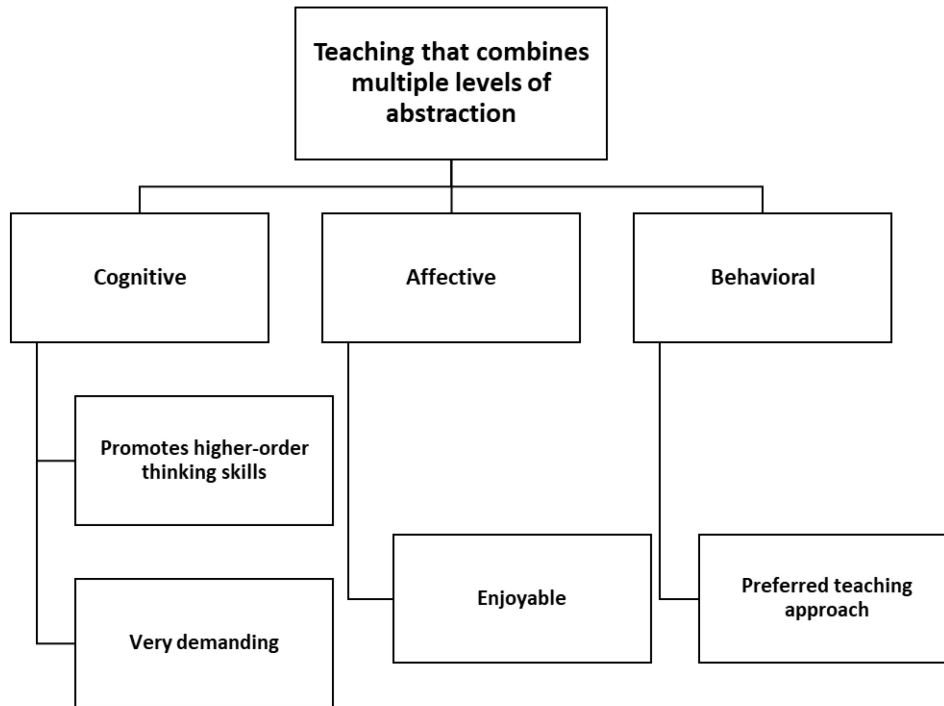 Teaching that combines
multiple levels of
abstraction
Cognitive
Affective
Behavioral
Promotes higher-order
thinking skills
Very demanding
Enjoyable
Preferred teaching
approach